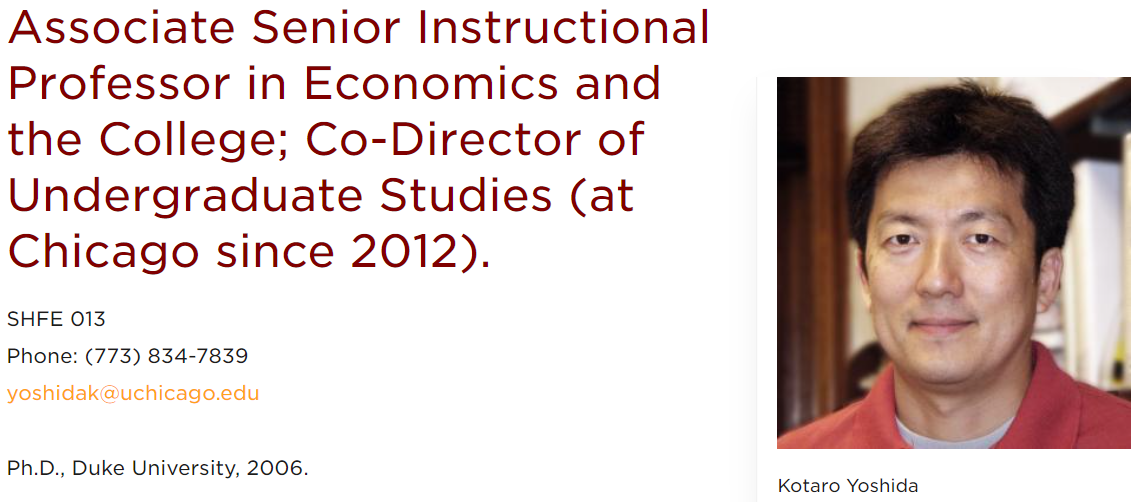 Associate Senior Instructional
Professor in Economics and
the College; Co-Director of
Undergraduate Studies (at
Chicago since 2012).
SHFE 013
Phone: (773) 834-7839
yoshidak@uchicago.edu
Ph.D., Duke University, 2006.
Kotaro Yoshida